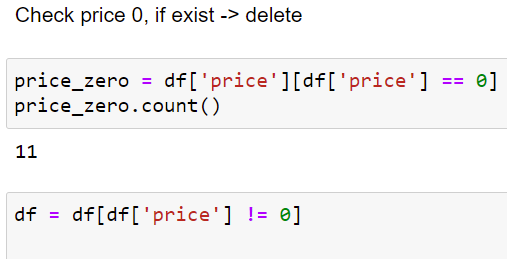 Check price 0, if exist -> delete
price_zero = df['price'][df['price'] == 0]
price_zero.count()
11
df = df[df['price'] != 0]